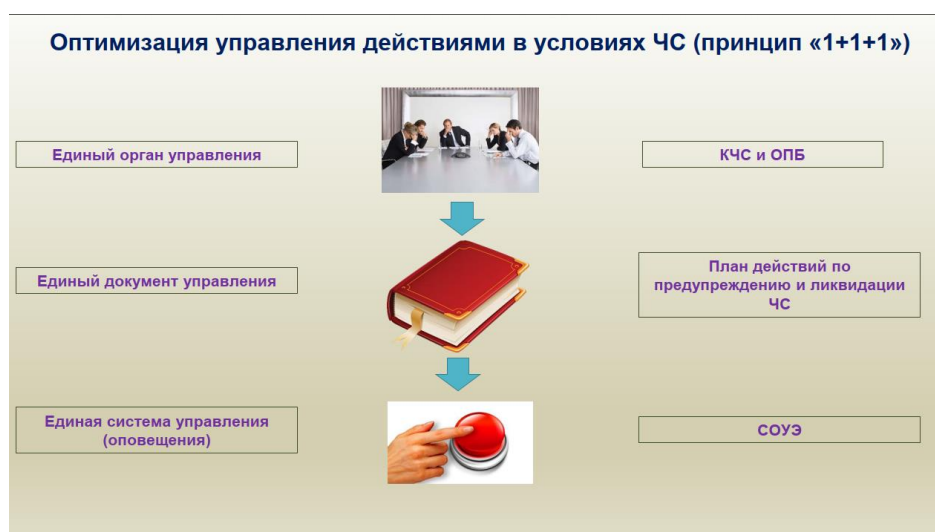 Оптимизация управления действиями в условиях ЧС (принцип «1+1+1»)
Единый орган управления
КЧС и ОПБ
Единый документ управления
План действий по
предупреждению и ликвидации
ЧС
Единая система управления
(оповещения)
СОУЭ